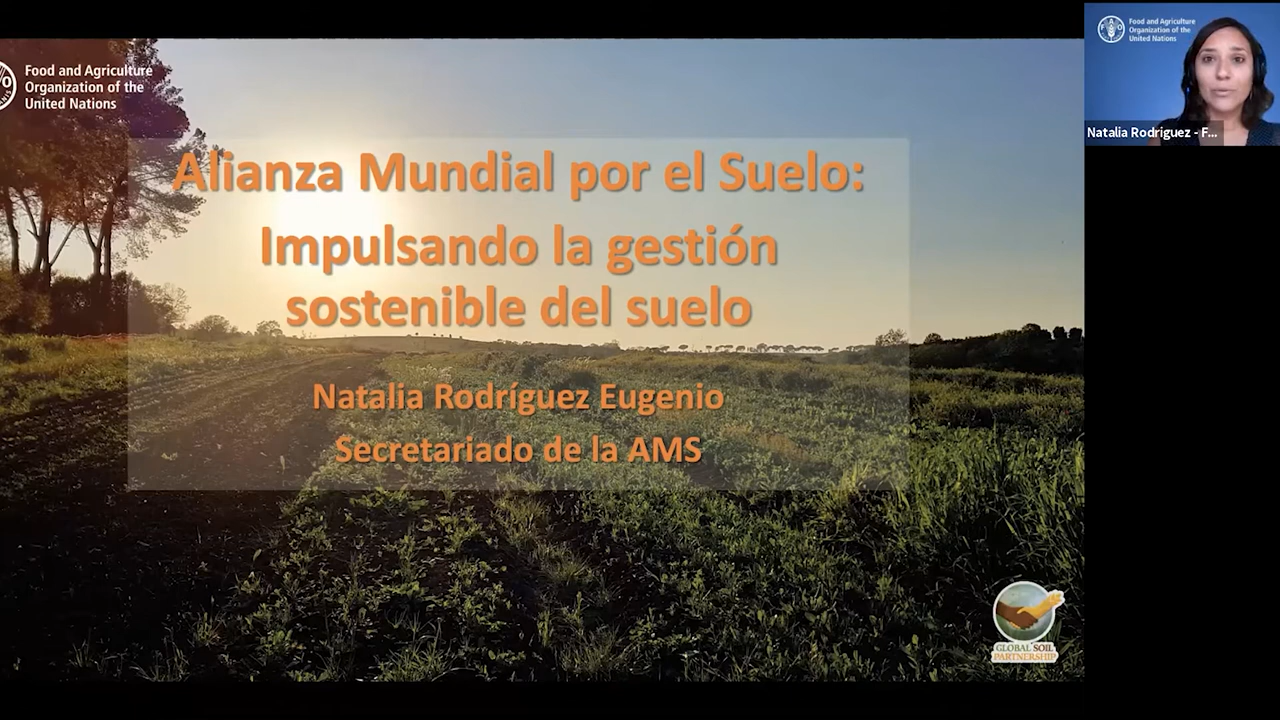 Food and Agriculture
Organization of the
United Nations
Alianza Mundial por el Suelo:
Impulsando la gestión
sostenible del suelo
Natalia Rodríguez Eugenio
Secretariado de la AMS
GLOBAL SOIL
PARTNERSHIP
Food and Agriculture
Organization of the
United Nations
Natalia Rodriguez - F...